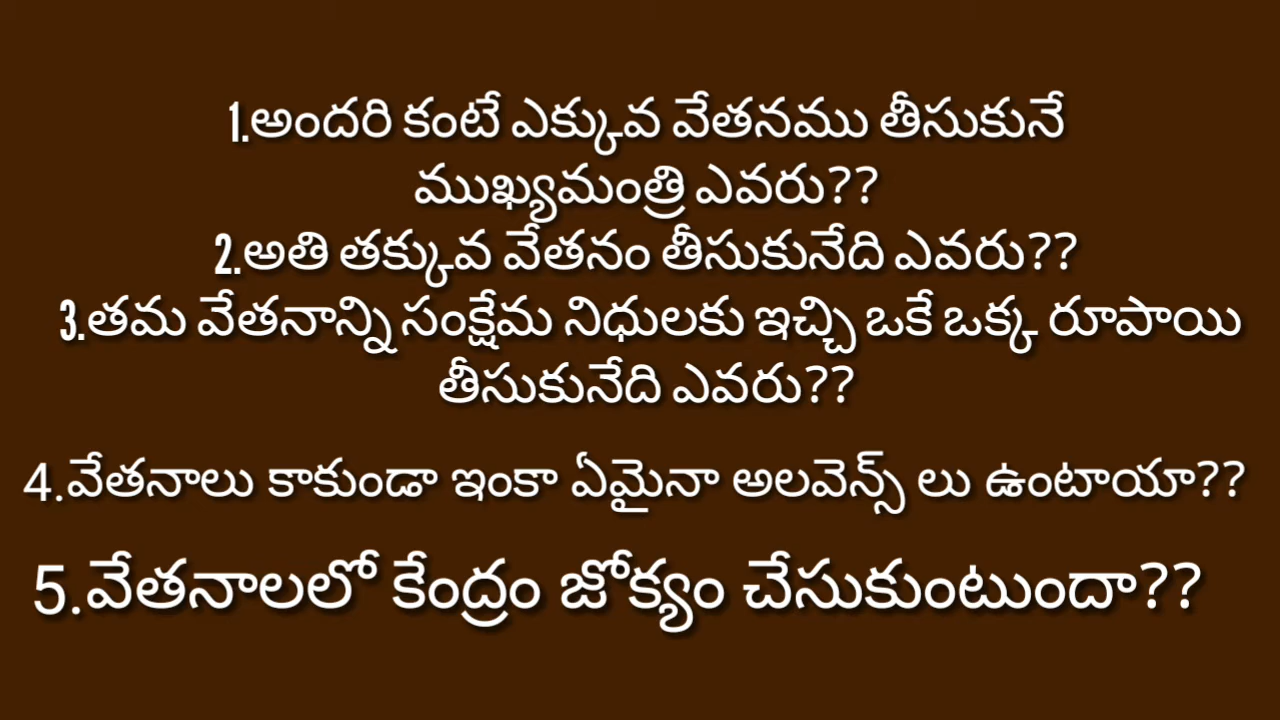 1.అందరి కంటే ఎక్కువ వేతనము తీసుకునే
ముఖ్యమంత్రి ఎవరు??
2.అతి తక్కువ వేతనం తీసుకునేది ఎవరు??
3.తమ వేతనాన్ని సంక్షేమ నిధులకు ఇచ్చి ఒకే ఒక్క రూపాయి
తీసుకునేది ఎవరు??
4.వేతనాలు కాకుండా ఇంకా ఏమైనా అలవెన్స్ లు ఉంటాయా??
5.వేతనాలలో కేంద్రం జోక్యం చేసుకుంటుందా??